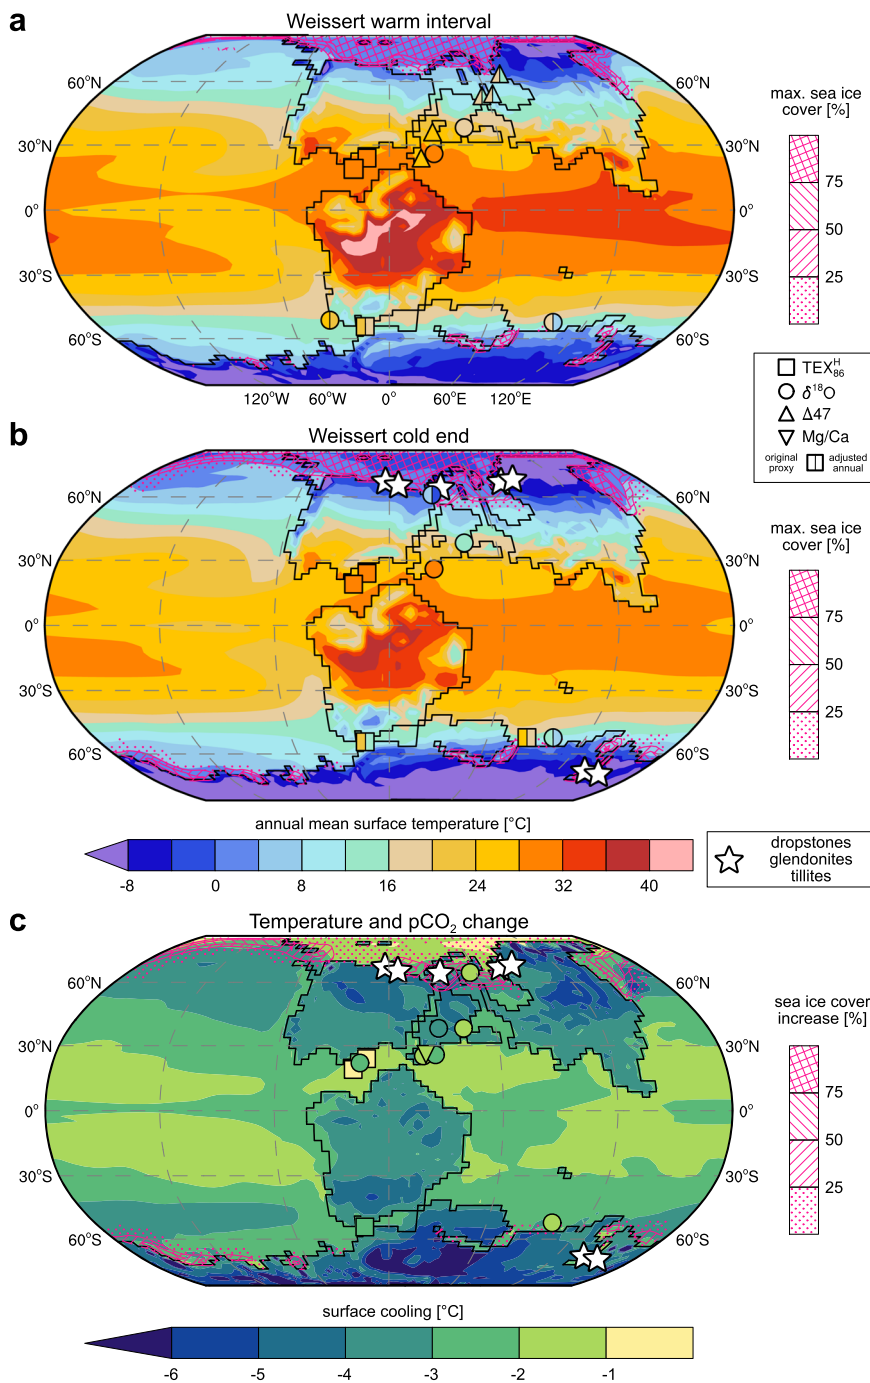 a
Weissert warm interval
60°N
60°N
30°N
30°N
0°
0°
30°S
30°S
60°S
60°S
120°W
60°W
0°
60°E
120°E
max. sea ice
cover [%]
75
50
25
TEX₈₆ᴴ
δ¹⁸O
Δ47
Mg/Ca
original
proxy
adjusted
annual
b
Weissert cold end
60°N
60°N
30°N
30°N
0°
0°
30°S
30°S
60°S
60°S
max. sea ice
cover [%]
75
50
25
annual mean surface temperature [°C]
-8
0
8
16
24
32
40
dropstones
glendonites
tillites
c
Temperature and pCO₂ change
60°N
60°N
30°N
30°N
0°
0°
30°S
30°S
60°S
60°S
sea ice cover
increase [%]
75
50
25
surface cooling [°C]
-6
-5
-4
-3
-2
-1